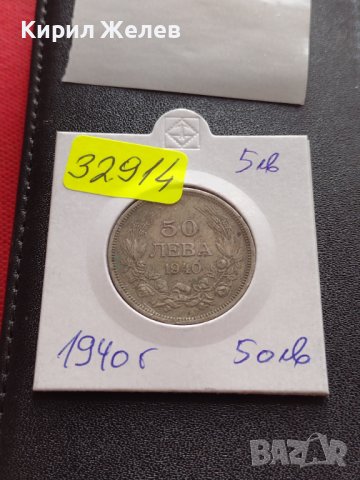 Кирил Желев
32914
5лв
50
ЛЕВА
1940
1940г
50лв
BAZAR